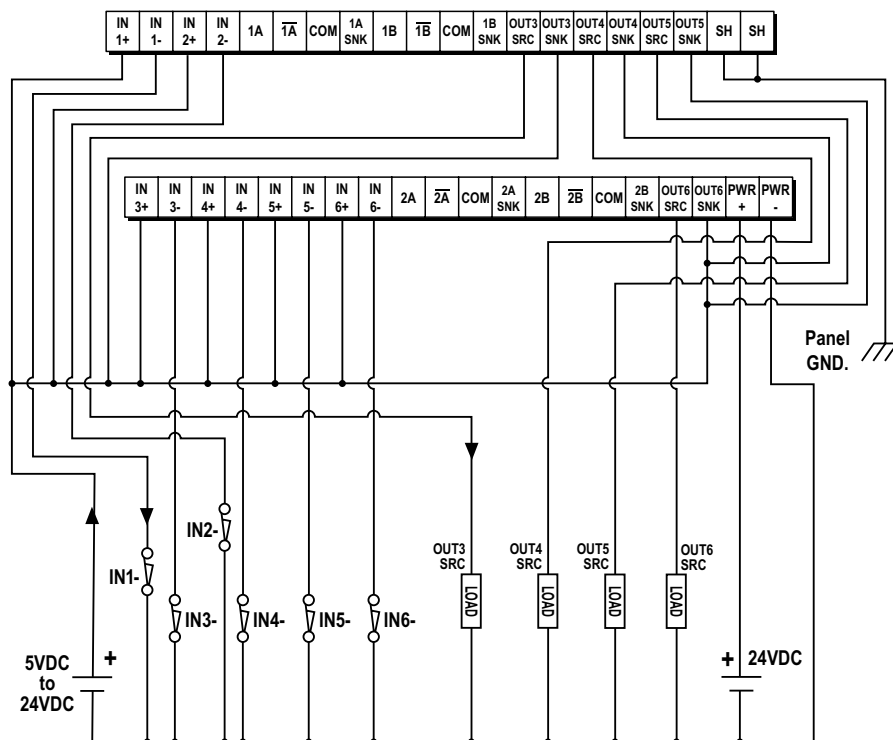 IN 1+ IN 1- IN 2+ IN 2- 1A 1A̅ COM 1A SNK 1B 1B̅ COM 1B SNK OUT3 SRC OUT3 SNK OUT4 SRC OUT4 SNK OUT5 SRC OUT5 SNK SH SH
IN 3+ IN 3- IN 4+ IN 4- IN 5+ IN 5- IN 6+ IN 6- 2A 2A̅ COM 2A SNK 2B 2B̅ COM 2B SNK OUT6 SRC OUT6 SNK PWR + PWR -
Panel
GND.
IN2-
IN1-
IN3-
IN4-
IN5-
IN6-
OUT3
SRC
LOAD
OUT4
SRC
LOAD
OUT5
SRC
LOAD
OUT6
SRC
LOAD
5VDC
to
24VDC
+
+
24VDC